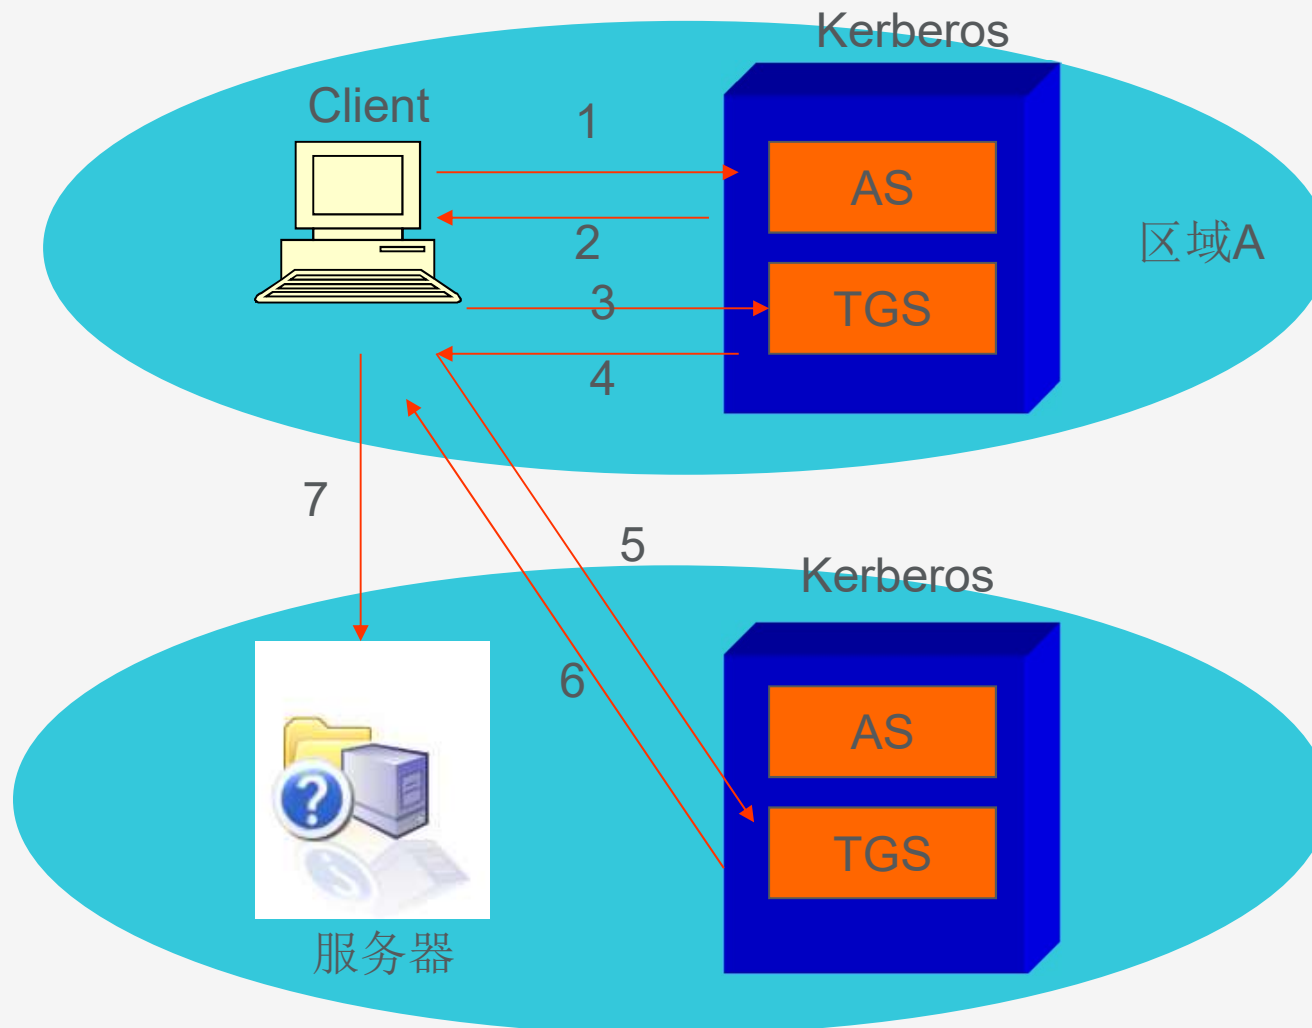 Kerberos
Client
1
AS
2
区域A
3
TGS
4
7
5
Kerberos
6
AS
TGS
服务器